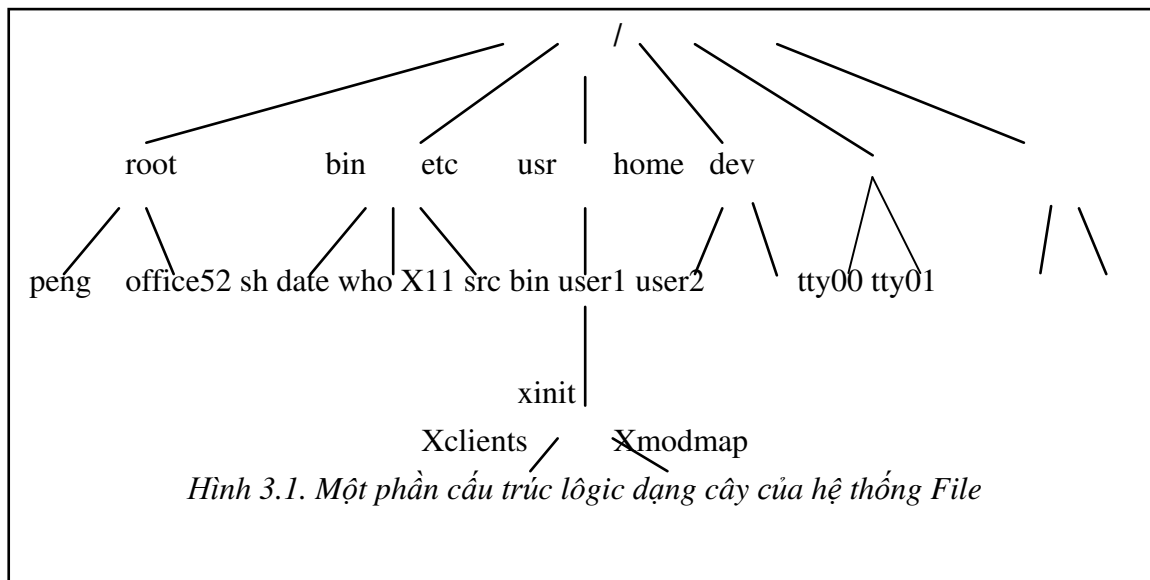 /
root bin etc usr home dev
peng office52 sh date who X11 src bin user1 user2 tty00 tty01
xinit
Xclients Xmodmap
Hình 3.1. Một phần cấu trúc lôgic dạng cây của hệ thống File